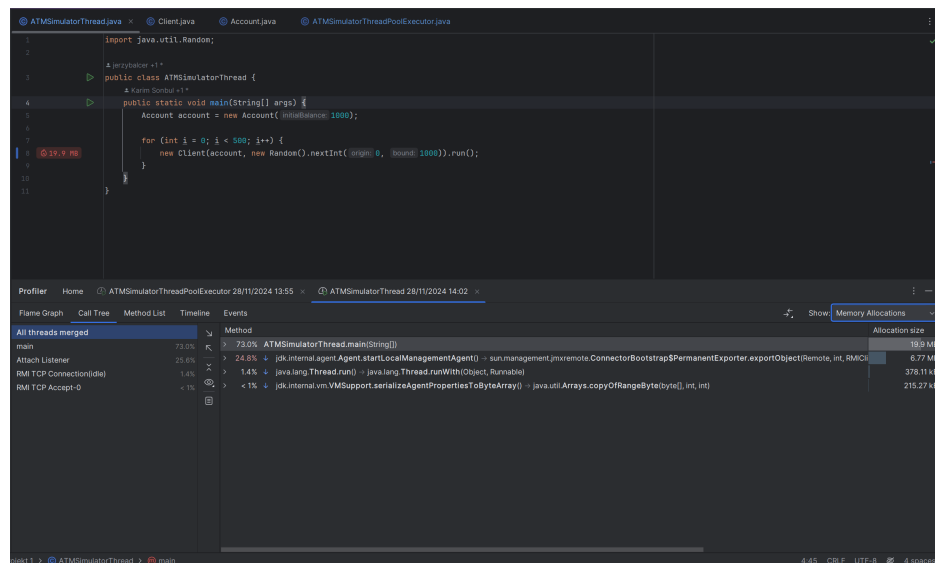 ATMSimulatorThread.java × Client.java Account.java ATMSimulatorThreadPoolExecutor.java
1 import java.util.Random;
2
jerzybalcer +1 *
3 public class ATMSimulatorThread {
Karim Sonbul +1 *
4 public static void main(String[] args) {
5 Account account = new Account( initialBalance: 1000);
6
7 for (int i = 0; i < 500; i++) {
8 19.9 MB new Client(account, new Random().nextInt( origin: 0, bound: 1000)).run();
9 }
10 }
11 }
Profiler Home ATMSimulatorThreadPoolExecutor 28/11/2024 13:55 × ATMSimulatorThread 28/11/2024 14:02 ×
Flame Graph Call Tree Method List Timeline Events Show: Memory Allocations
All threads merged
main 73.0%
Attach Listener 25.6%
RMI TCP Connection(idle) 1.4%
RMI TCP Accept-0 < 1%
Method Allocation size
73.0% ATMSimulatorThread.main(String[]) 19.9 M
24.8% ↓ jdk.internal.agent.Agent.startLocalManagementAgent() → sun.management.jmxremote.ConnectorBootstrap$PermanentExporter.exportObject(Remote, int, RMICli 6.77 M
1.4% ↓ java.lang.Thread.run() → java.lang.Thread.runWith(Object, Runnable) 378.11 k
< 1% ↓ jdk.internal.vm.VMSupport.serializeAgentPropertiesToByteArray() → java.util.Arrays.copyOfRangeByte(byte[], int, int) 215.27 k
ojekt 1 > ATMSimulatorThread > main 4:45 CRLF UTF-8 4 spaces